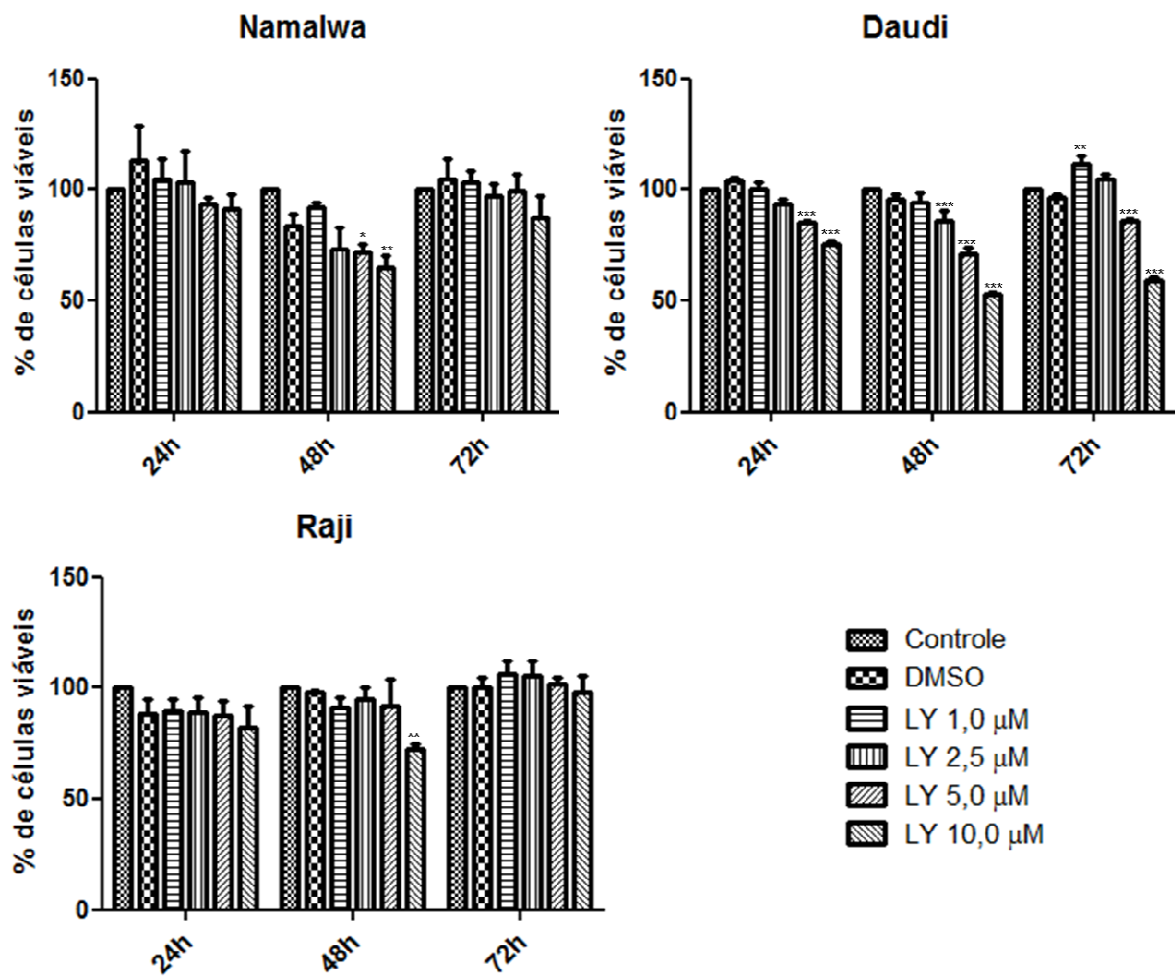 Namalwa
% de células viáveis
150
100
50
0
* **
24h 48h 72h
Daudi
% de células viáveis
150
100
50
0
*** *** *** *** *** ** *** ***
24h 48h 72h
Raji
% de células viáveis
150
100
50
0
**
24h 48h 72h
Controle
DMSO
LY 1,0 μM
LY 2,5 μM
LY 5,0 μM
LY 10,0 μM